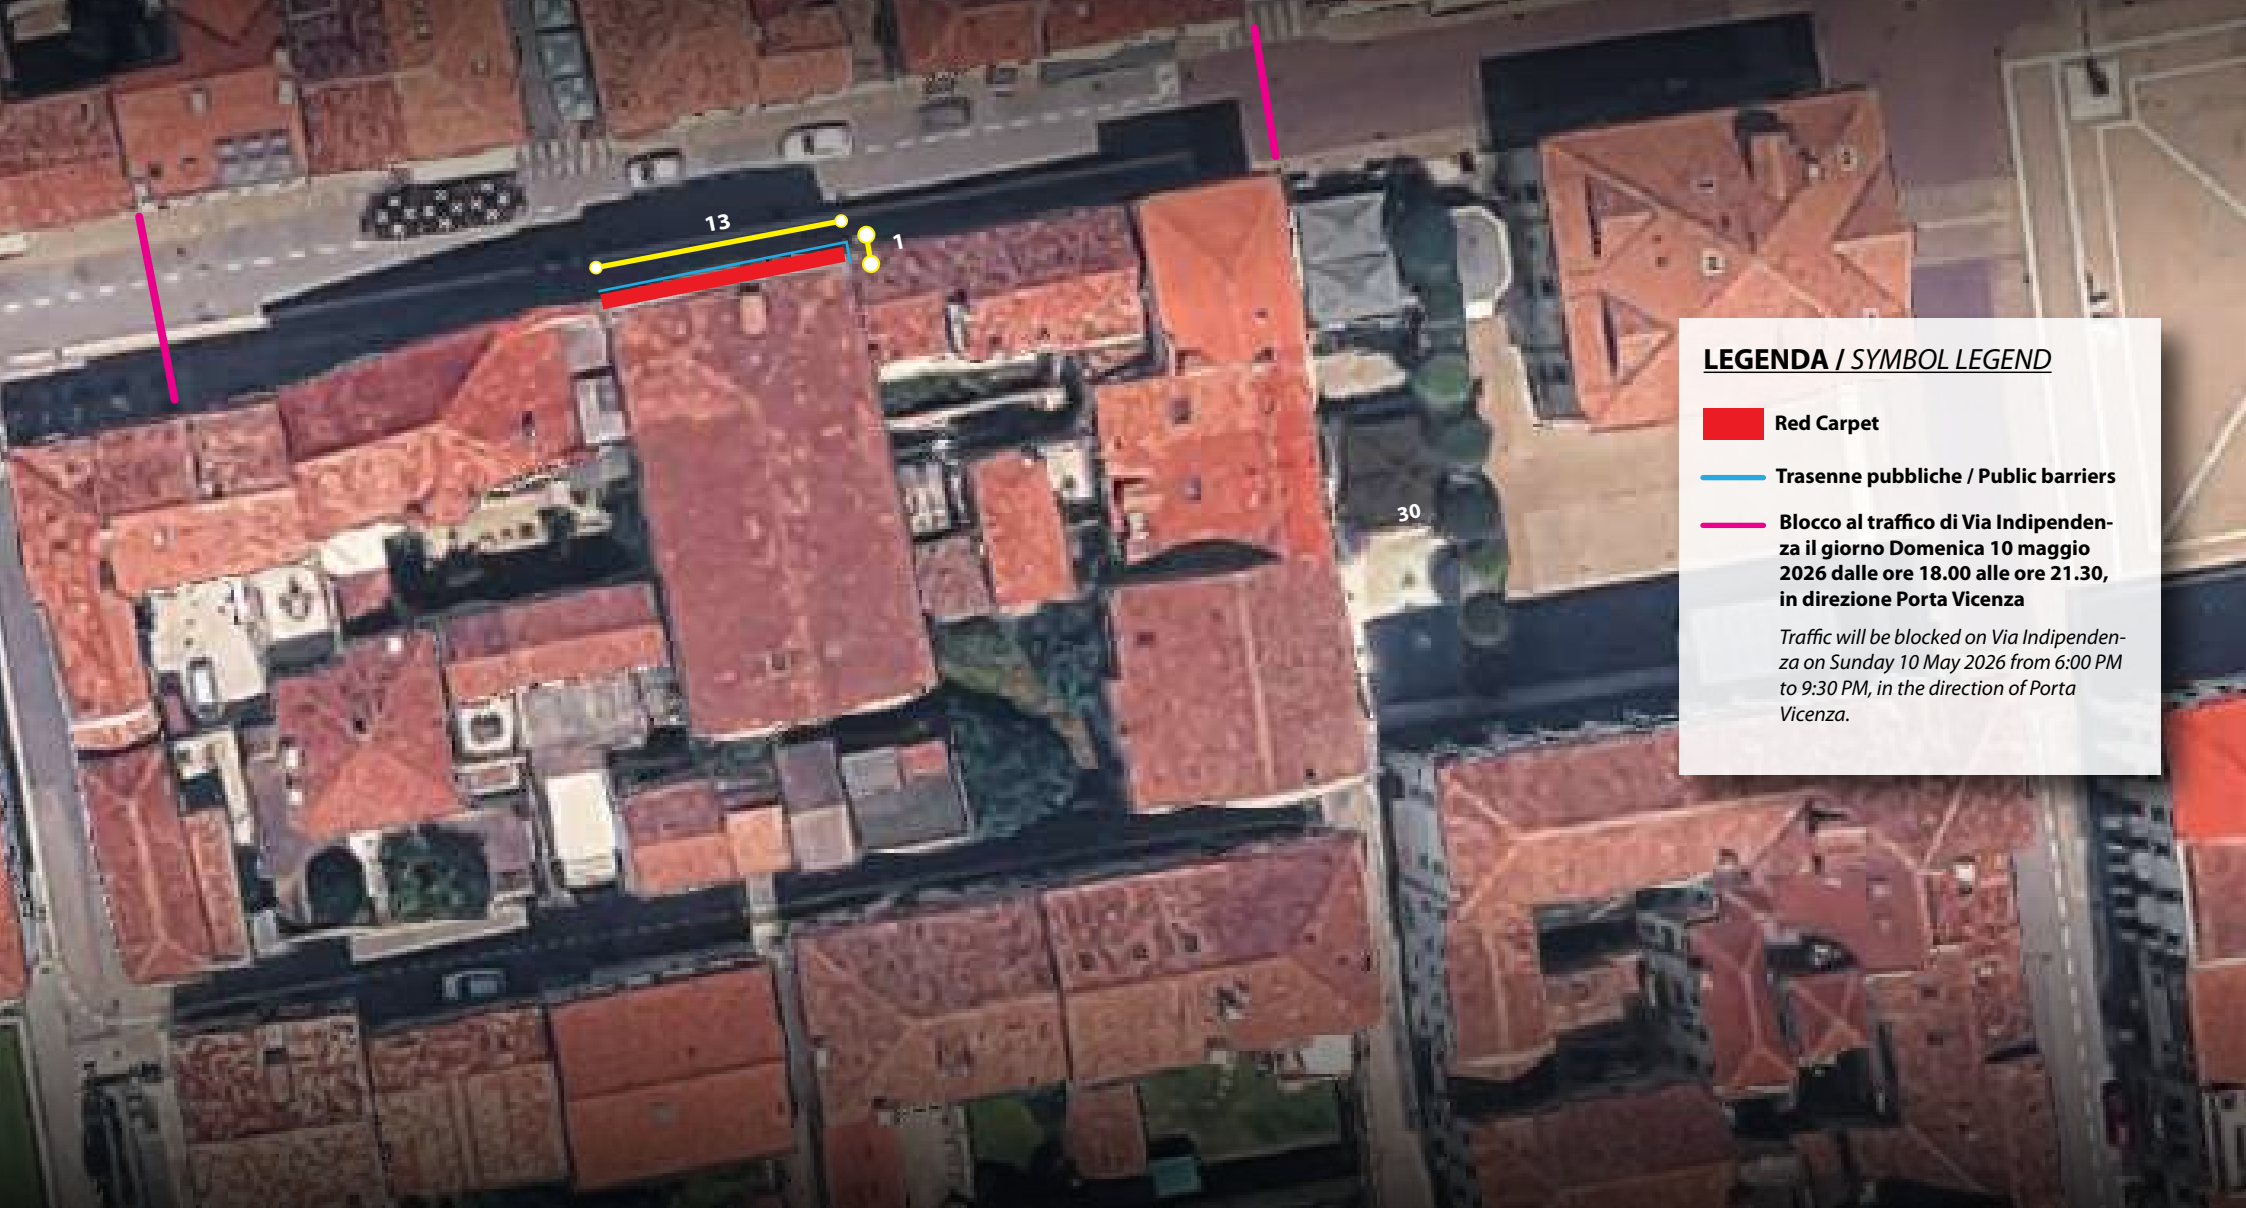 13
1
30
LEGENDA / SYMBOL LEGEND
Red Carpet
Trasenne pubbliche / Public barriers
Blocco al traffico di Via Indipenden-
za il giorno Domenica 10 maggio
2026 dalle ore 18.00 alle ore 21.30,
in direzione Porta Vicenza
Traffic will be blocked on Via Indipenden-
za on Sunday 10 May 2026 from 6:00 PM
to 9:30 PM, in the direction of Porta
Vicenza.